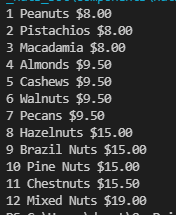 1 Peanuts $8.00
2 Pistachios $8.00
3 Macadamia $8.00
4 Almonds $9.50
5 Cashews $9.50
6 Walnuts $9.50
7 Pecans $9.50
8 Hazelnuts $15.00
9 Brazil Nuts $15.00
10 Pine Nuts $15.00
11 Chestnuts $15.50
12 Mixed Nuts $19.00